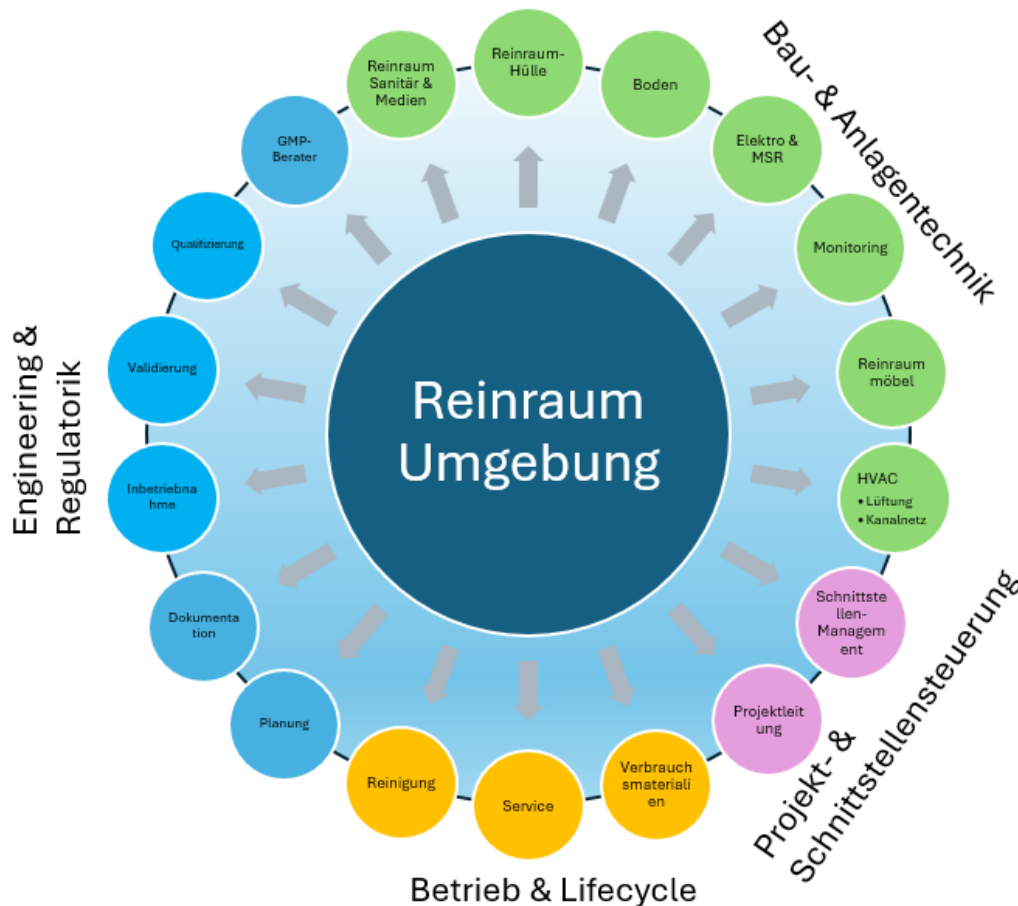 Reinraum
Umgebung
Reinraum-
Hülle
Boden
Elektro &
MSR
Monitoring
Reinraum
möbel
HVAC
• Lüftung
• Kanalnetz
Schnittste
llen-
Managem
ent
Projektleit
ung
Verbrauch
smateriali
en
Service
Reinigung
Planung
Dokumenta
tion
Inbetriebna
hme
Validierung
Qualifizierung
GMP-
Berater
Reinraum
Sanitär &
Medien
Bau- & Anlagentechnik
Projekt- &
Schnittstellensteuerung
Betrieb & Lifecycle
Engineering &
Regulatorik